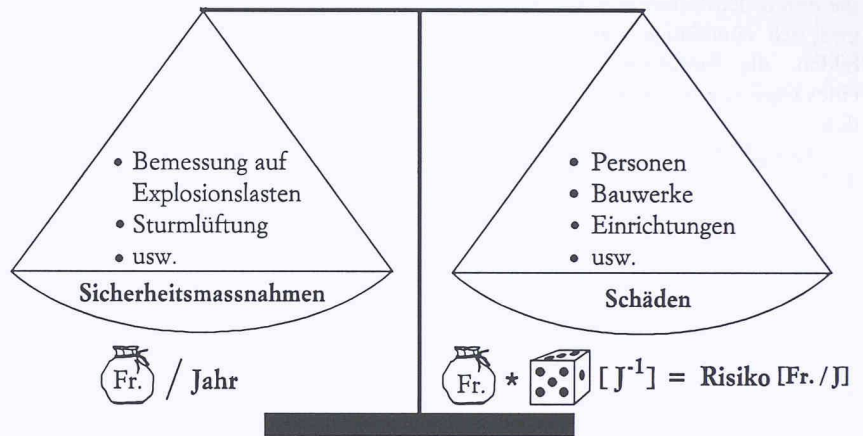 • Bemessung auf
Explosionslasten
• Sturmlüftung
• usw.
Sicherheitsmassnahmen
• Personen
• Bauwerke
• Einrichtungen
• usw.
Schäden
Fr. / Jahr
Fr. * [J⁻¹] = Risiko [Fr./J]